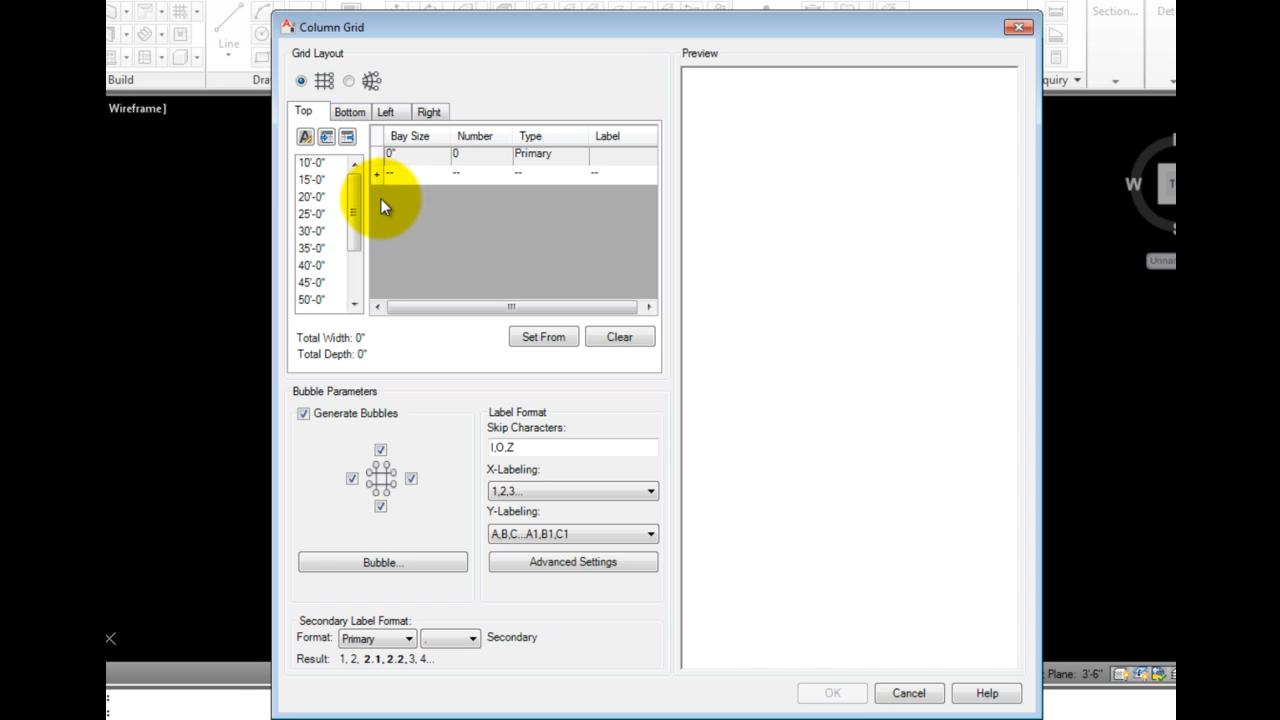 Line
Section...
Build
Column Grid
Grid Layout
Preview
Top
Bottom
Left
Right
Wireframe]
Bay Size
Number
Type
Label
0"
0
Primary
+
--
--
--
--
10'-0"
15'-0"
20'-0"
25'-0"
30'-0"
35'-0"
40'-0"
45'-0"
50'-0"
W
Total Width: 0"
Total Depth: 0"
Set From
Clear
Bubble Parameters
Generate Bubbles
Label Format
Skip Characters:
I,O,Z
X-Labeling:
1,2,3...
Y-Labeling:
A,B,C...A1,B1,C1
Bubble...
Advanced Settings
Secondary Label Format:
Format:
Primary
.
Secondary
Result: 1, 2, 2.1, 2.2, 3, 4...
Plane: 3'-6"
OK
Cancel
Help
:
: